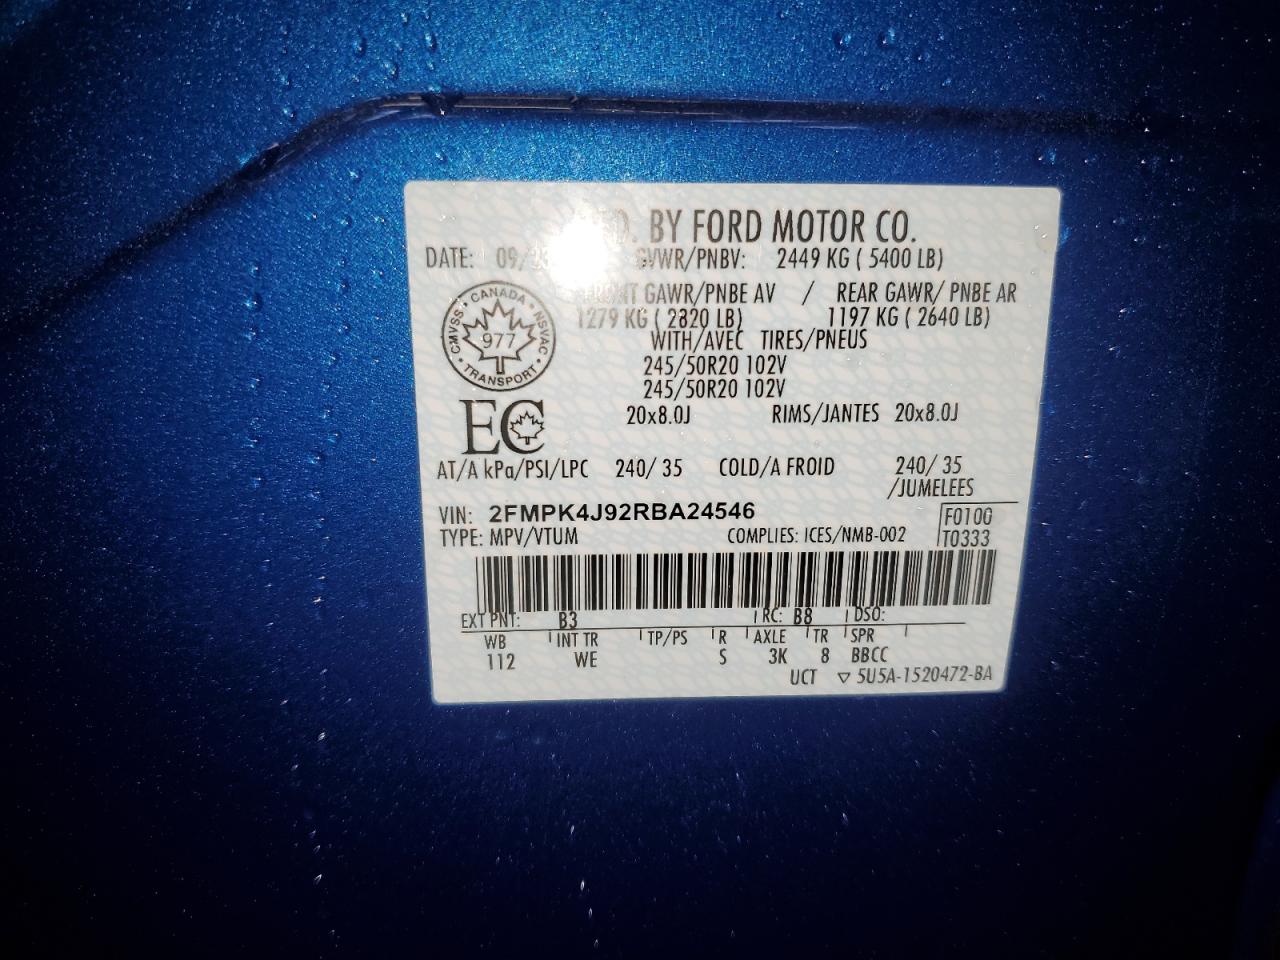 BY FORD MOTOR CO.
DATE: 09/ GVWR/PNBV: 2449 KG ( 5400 LB)
FRONT GAWR/PNBE AV / REAR GAWR/ PNBE AR
1279 KG ( 2820 LB) 1197 KG ( 2640 LB)
WITH/AVEC TIRES/PNEUS
245/50R20 102V
245/50R20 102V
20x8.0J RIMS/JANTES 20x8.0J
CANADA
CMVSS • NSVAC
977
TRANSPORT
EC
AT/A kPa/PSI/LPC 240/ 35 COLD/A FROID 240/ 35
/JUMELEES
VIN: 2FMPK4J92RBA24546 F0100
TYPE: MPV/VTUM COMPLIES: ICES/NMB-002 T0333
EXT PNT: B3 RC: B8 DSO:
WB INT TR TP/PS R AXLE TR SPR
112 WE S 3K 8 BBCC
UCT ▽ 5U5A-1520472-BA